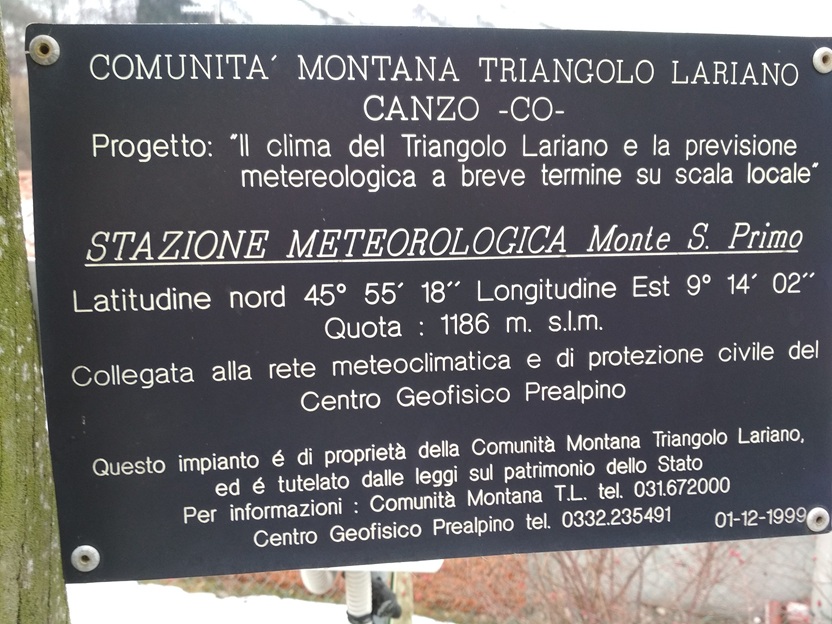 COMUNITA´ MONTANA TRIANGOLO LARIANO
CANZO -CO-
Progetto: "Il clima del Triangolo Lariano e la previsione
metereologica a breve termine su scala locale"
STAZIONE METEOROLOGICA Monte S. Primo
Latitudine nord 45° 55´ 18´´ Longitudine Est 9° 14´ 02´´
Quota : 1186 m. s.l.m.
Collegata alla rete meteoclimatica e di protezione civile del
Centro Geofisico Prealpino
Questo impianto é di proprietà della Comunità Montana Triangolo Lariano,
ed é tutelato dalle leggi sul patrimonio dello Stato
Per informazioni : Comunità Montana T.L. tel. 031.672000
Centro Geofisico Prealpino tel. 0332.235491 01-12-1999